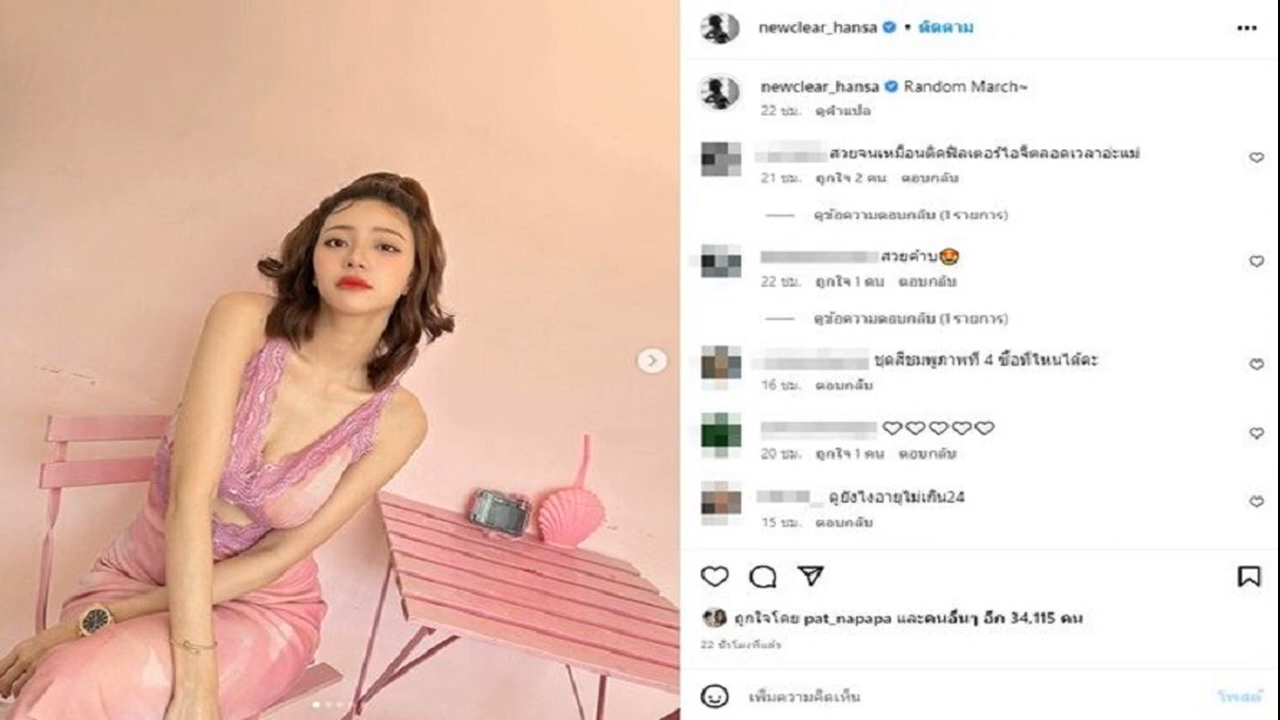 newclear_hansa • ติดตาม
newclear_hansa Random March~
22 ชม. ดูคำแปล
สวยจนเหมือนติดฟิลเตอร์ไอจีตลอดเวลาอ่ะแม่
21 ชม. ถูกใจ 2 คน ตอบกลับ
ดูข้อความตอบกลับ (1 รายการ)
สวยค้าบ🥰
22 ชม. ถูกใจ 1 คน ตอบกลับ
ดูข้อความตอบกลับ (1 รายการ)
ชุดสีชมพูภาพที่ 4 ซื้อที่ไหนได้คะ
16 ชม. ตอบกลับ
♡♡♡♡♡
20 ชม. ถูกใจ 1 คน ตอบกลับ
ดูยังไงอายุไม่เกิน24
15 ชม. ตอบกลับ
ถูกใจโดย pat_napapa และคนอื่นๆ อีก 34,115 คน
22 ชั่วโมงที่แล้ว
เพิ่มความคิดเห็น
โพสต์